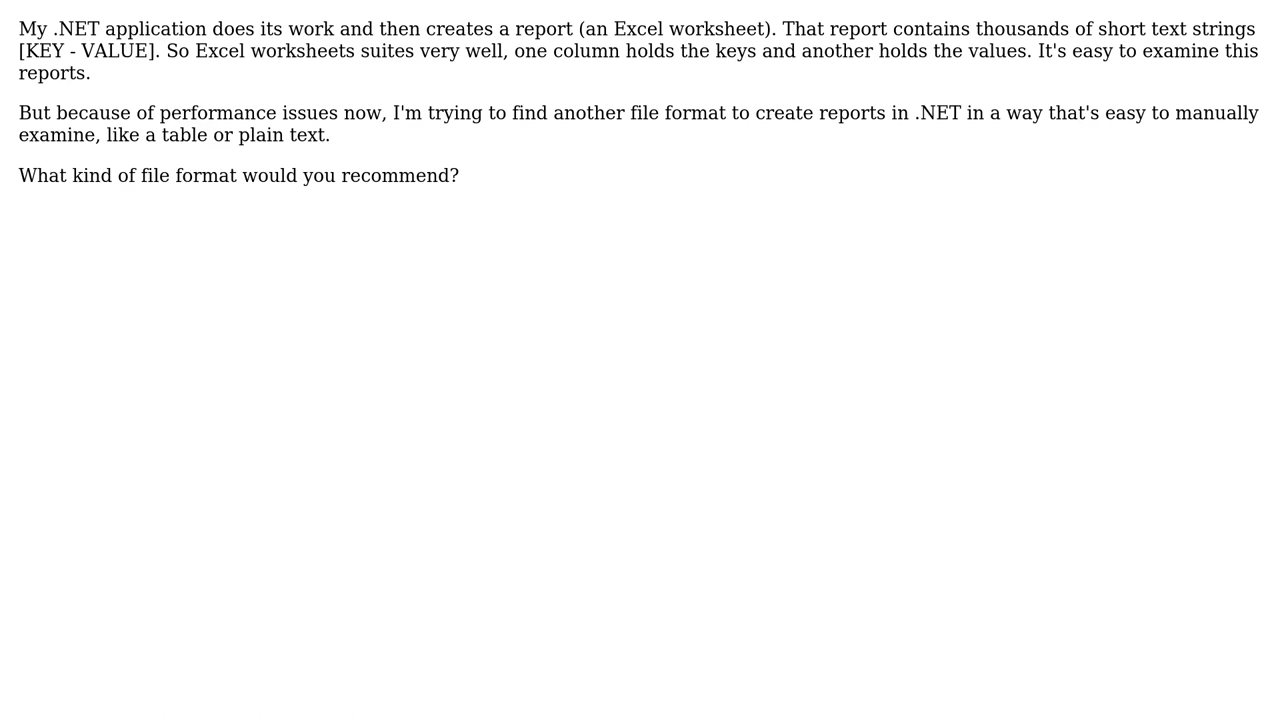 My .NET application does its work and then creates a report (an Excel worksheet). That report contains thousands of short text strings
[KEY - VALUE]. So Excel worksheets suites very well, one column holds the keys and another holds the values. It's easy to examine this
reports.
But because of performance issues now, I'm trying to find another file format to create reports in .NET in a way that's easy to manually
examine, like a table or plain text.
What kind of file format would you recommend?